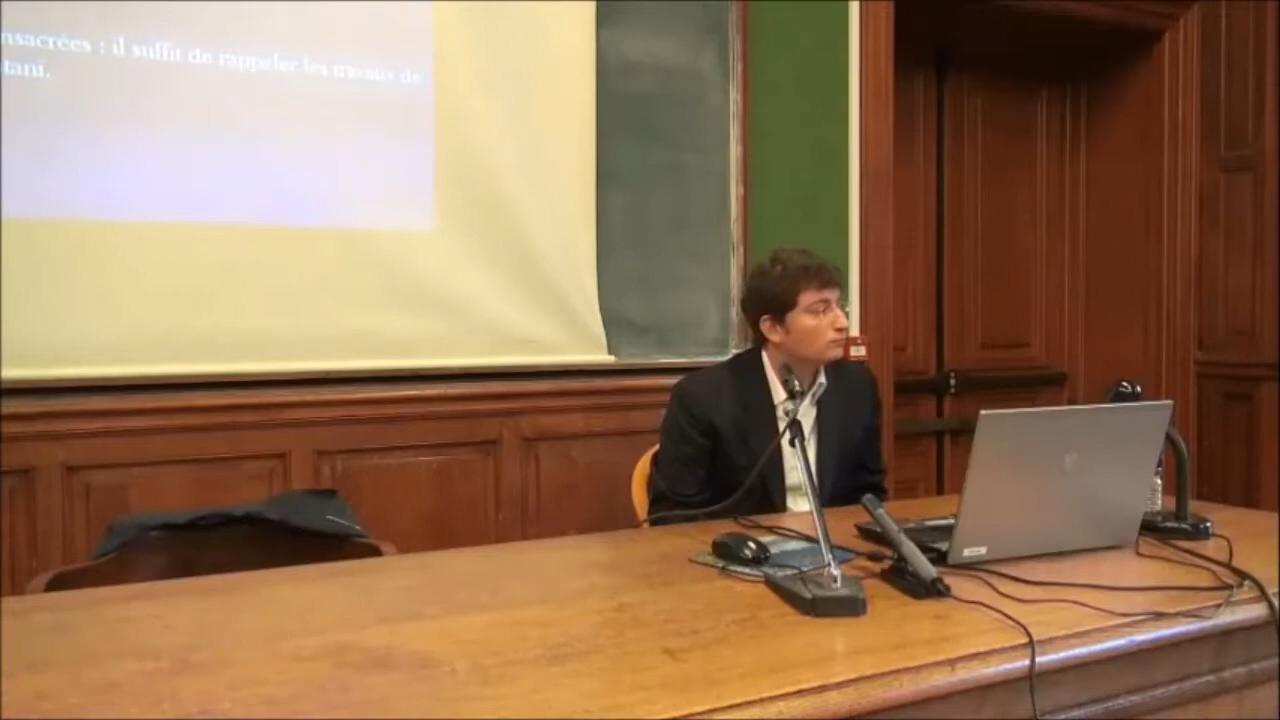 nsacrées : il suffit de rappeler les travaux de
tani.